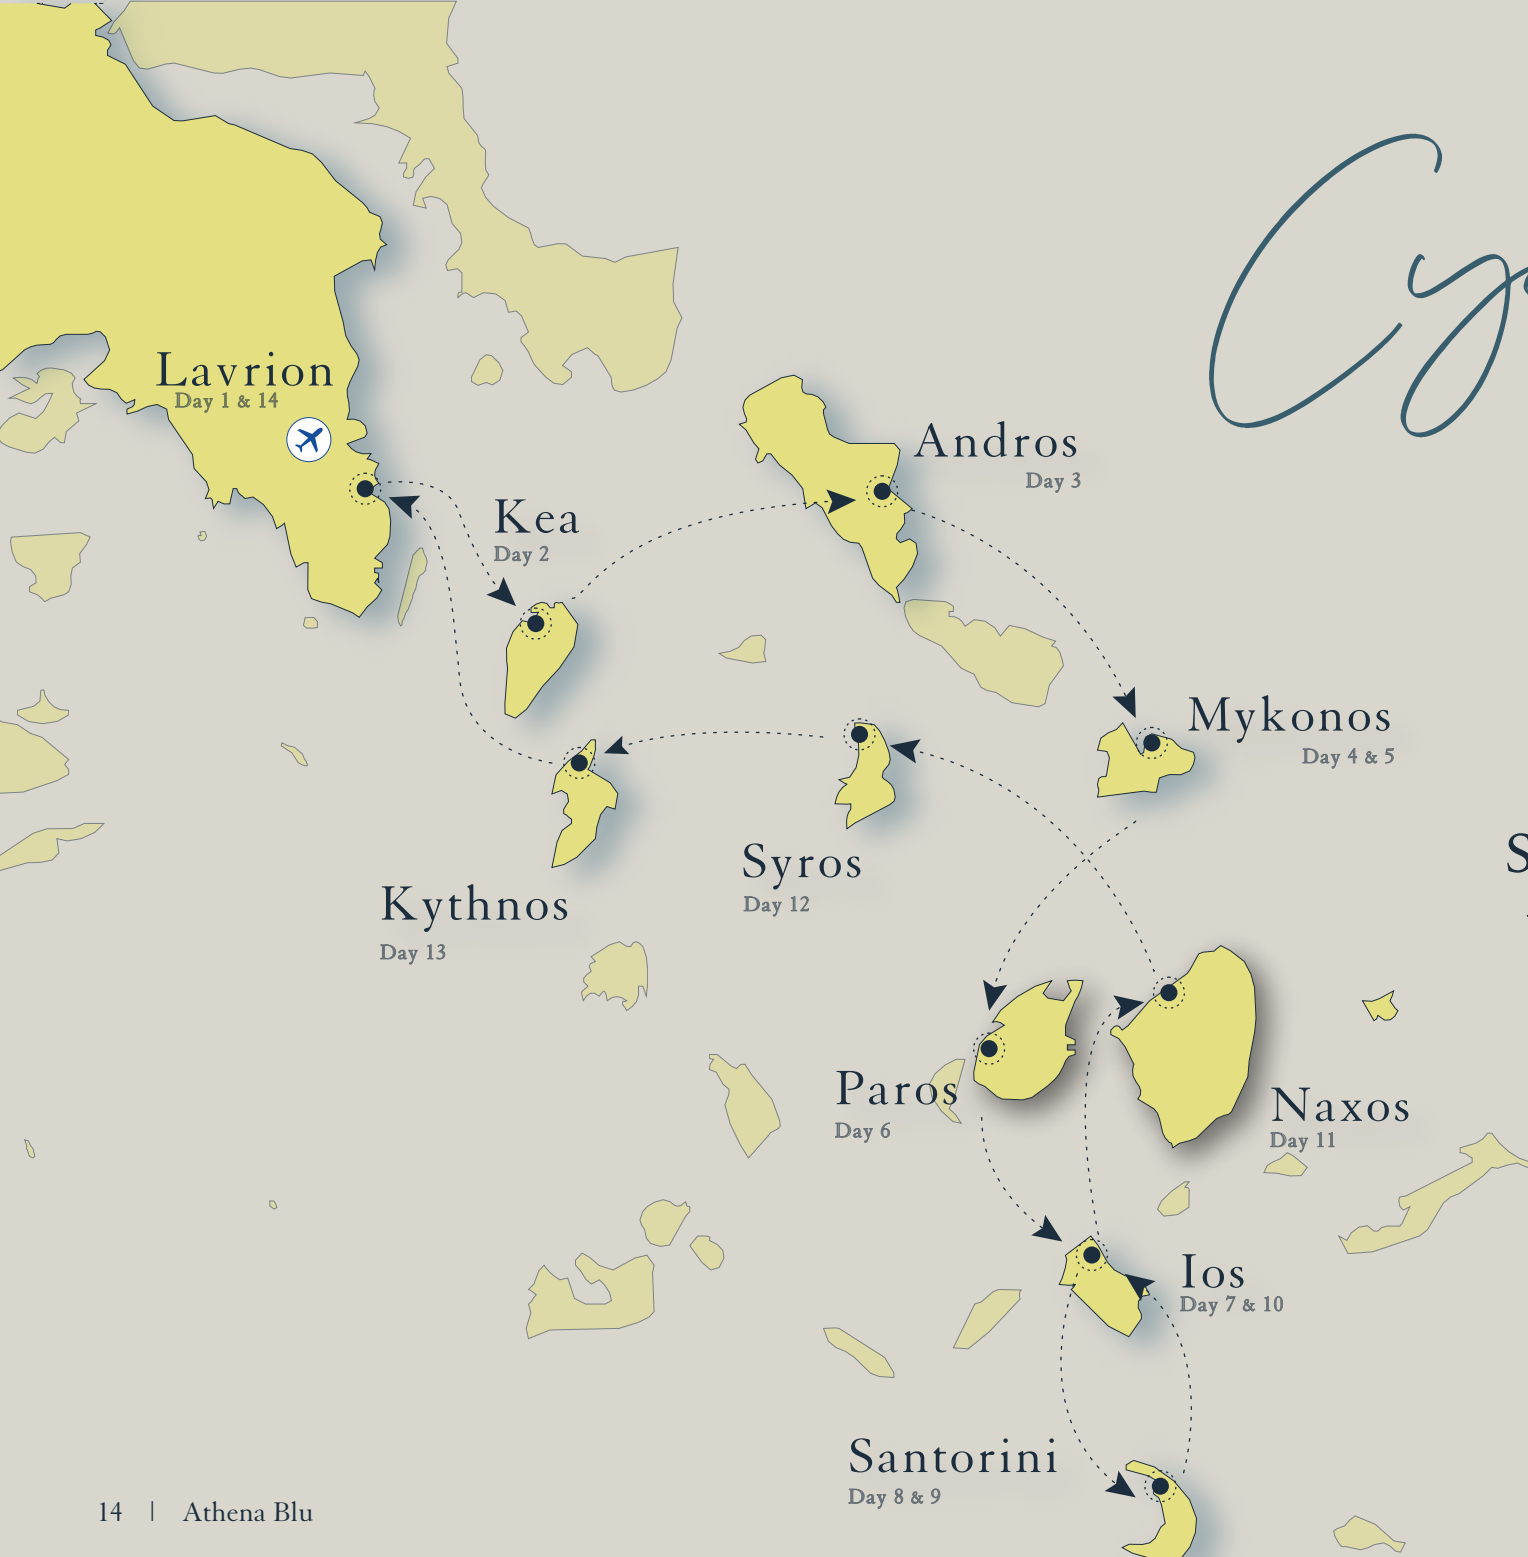 Cy
Lavrion
Day 1 & 14
Andros
Day 3
Kea
Day 2
Mykonos
Day 4 & 5
Syros
Day 12
S
Kythnos
Day 13
Paros
Day 6
Naxos
Day 11
Ios
Day 7 & 10
Santorini
Day 8 & 9
14 | Athena Blu